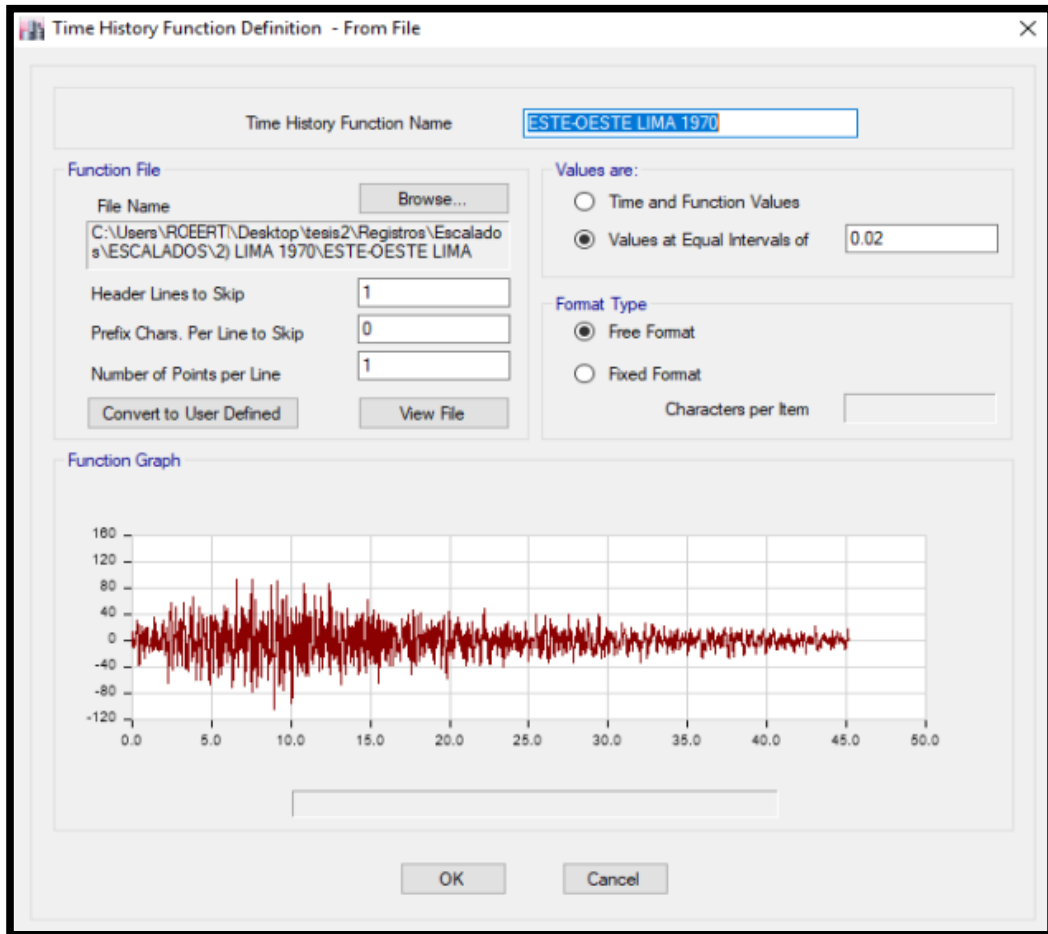 Time History Function Definition - From File
Time History Function Name
ESTE-OESTE LIMA 1970
Function File
File Name
Browse...
C:\Users\ROEERTI\Desktop\tesis2\Registros\Escalado
s\ESCALADOS\2) LIMA 1970\ESTE-OESTE LIMA
Header Lines to Skip
1
Prefix Chars. Per Line to Skip
0
Number of Points per Line
1
Convert to User Defined
View File
Values are:
Time and Function Values
Values at Equal Intervals of
0.02
Format Type
Free Format
Fixed Format
Characters per Item
Function Graph
160
120
80
40
0
-40
-80
-120
0.0 5.0 10.0 15.0 20.0 25.0 30.0 35.0 40.0 45.0 50.0
OK
Cancel